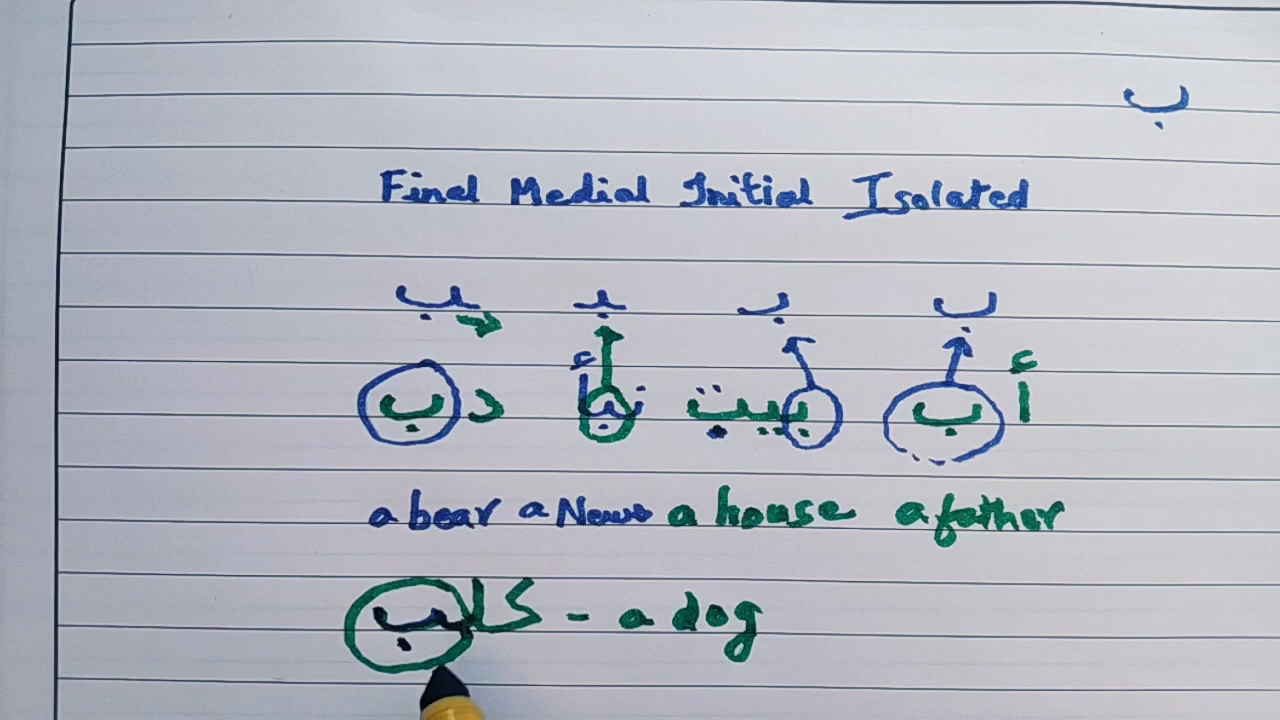 ب
Final Medial Initial Isolated
ب بـ ـبـ ـب
أب بيت نبأ دب
a bear a News a house a father
كلب - a dog